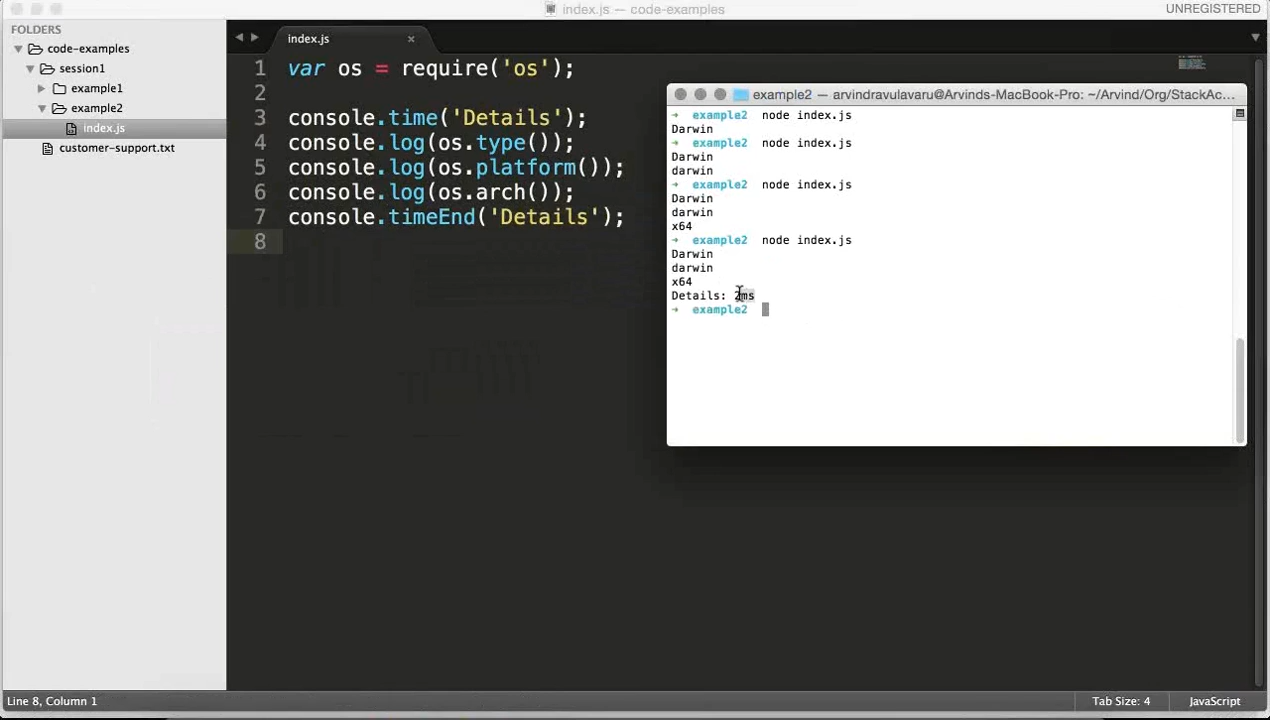 index.js — code-examples
UNREGISTERED
FOLDERS
code-examples
session1
example1
example2
index.js
customer-support.txt
index.js
1 var os = require('os');
2
3 console.time('Details');
4 console.log(os.type());
5 console.log(os.platform());
6 console.log(os.arch());
7 console.timeEnd('Details');
8
example2 — arvindravulavaru@Arvinds-MacBook-Pro: ~/Arvind/Org/StackAc...
➜ example2 node index.js
Darwin
➜ example2 node index.js
Darwin
darwin
➜ example2 node index.js
Darwin
darwin
x64
➜ example2 node index.js
Darwin
darwin
x64
Details: 2ms
➜ example2
Line 8, Column 1
Tab Size: 4
JavaScript